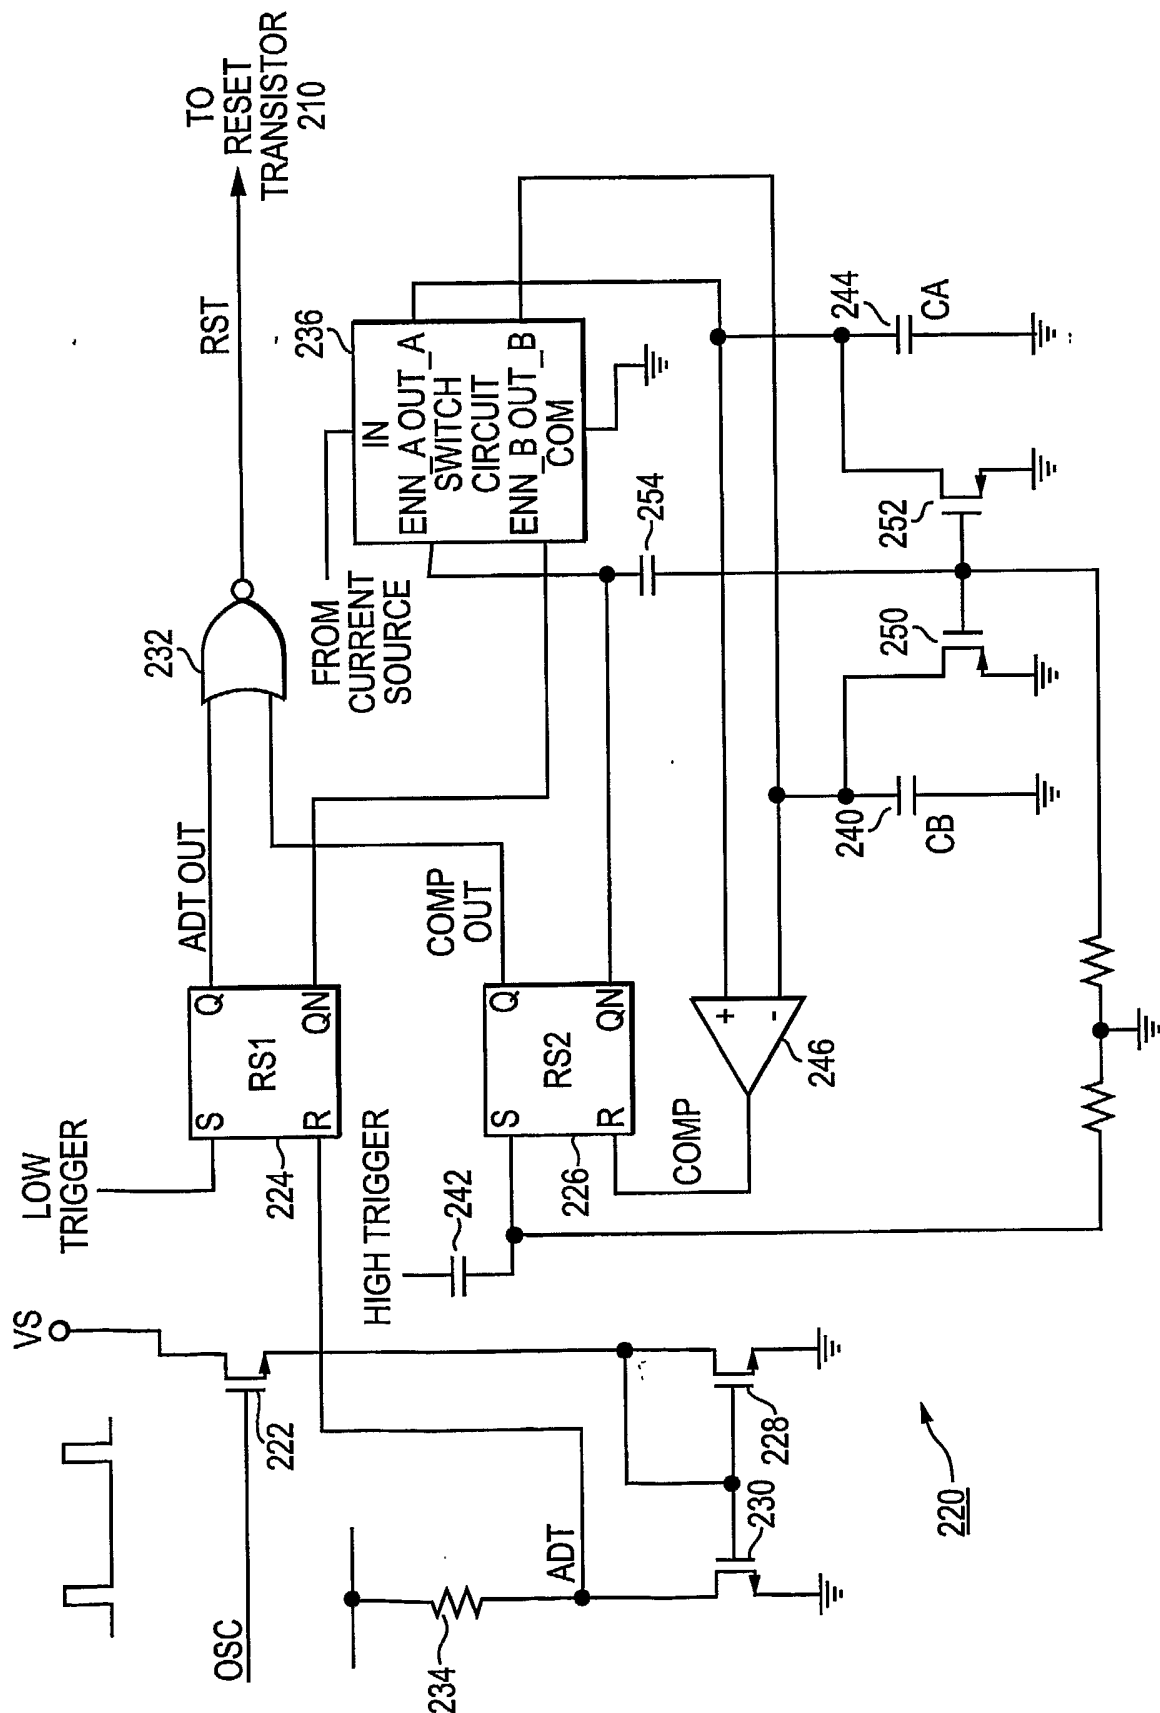 TO
RESET
TRANSISTOR
210
RST
232
ADT OUT
LOW
TRIGGER
S
Q
RS1
R
QN
224
VS
222
OSC
FROM
CURRENT
SOURCE
236
IN
ENN_A OUT_A
SWITCH
CIRCUIT
ENN_B OUT_B
COM
COMP
OUT
HIGH TRIGGER
242
S
Q
RS2
R
QN
226
254
COMP
+
-
246
234
ADT
230
228
240
CB
250
252
244
CA
220